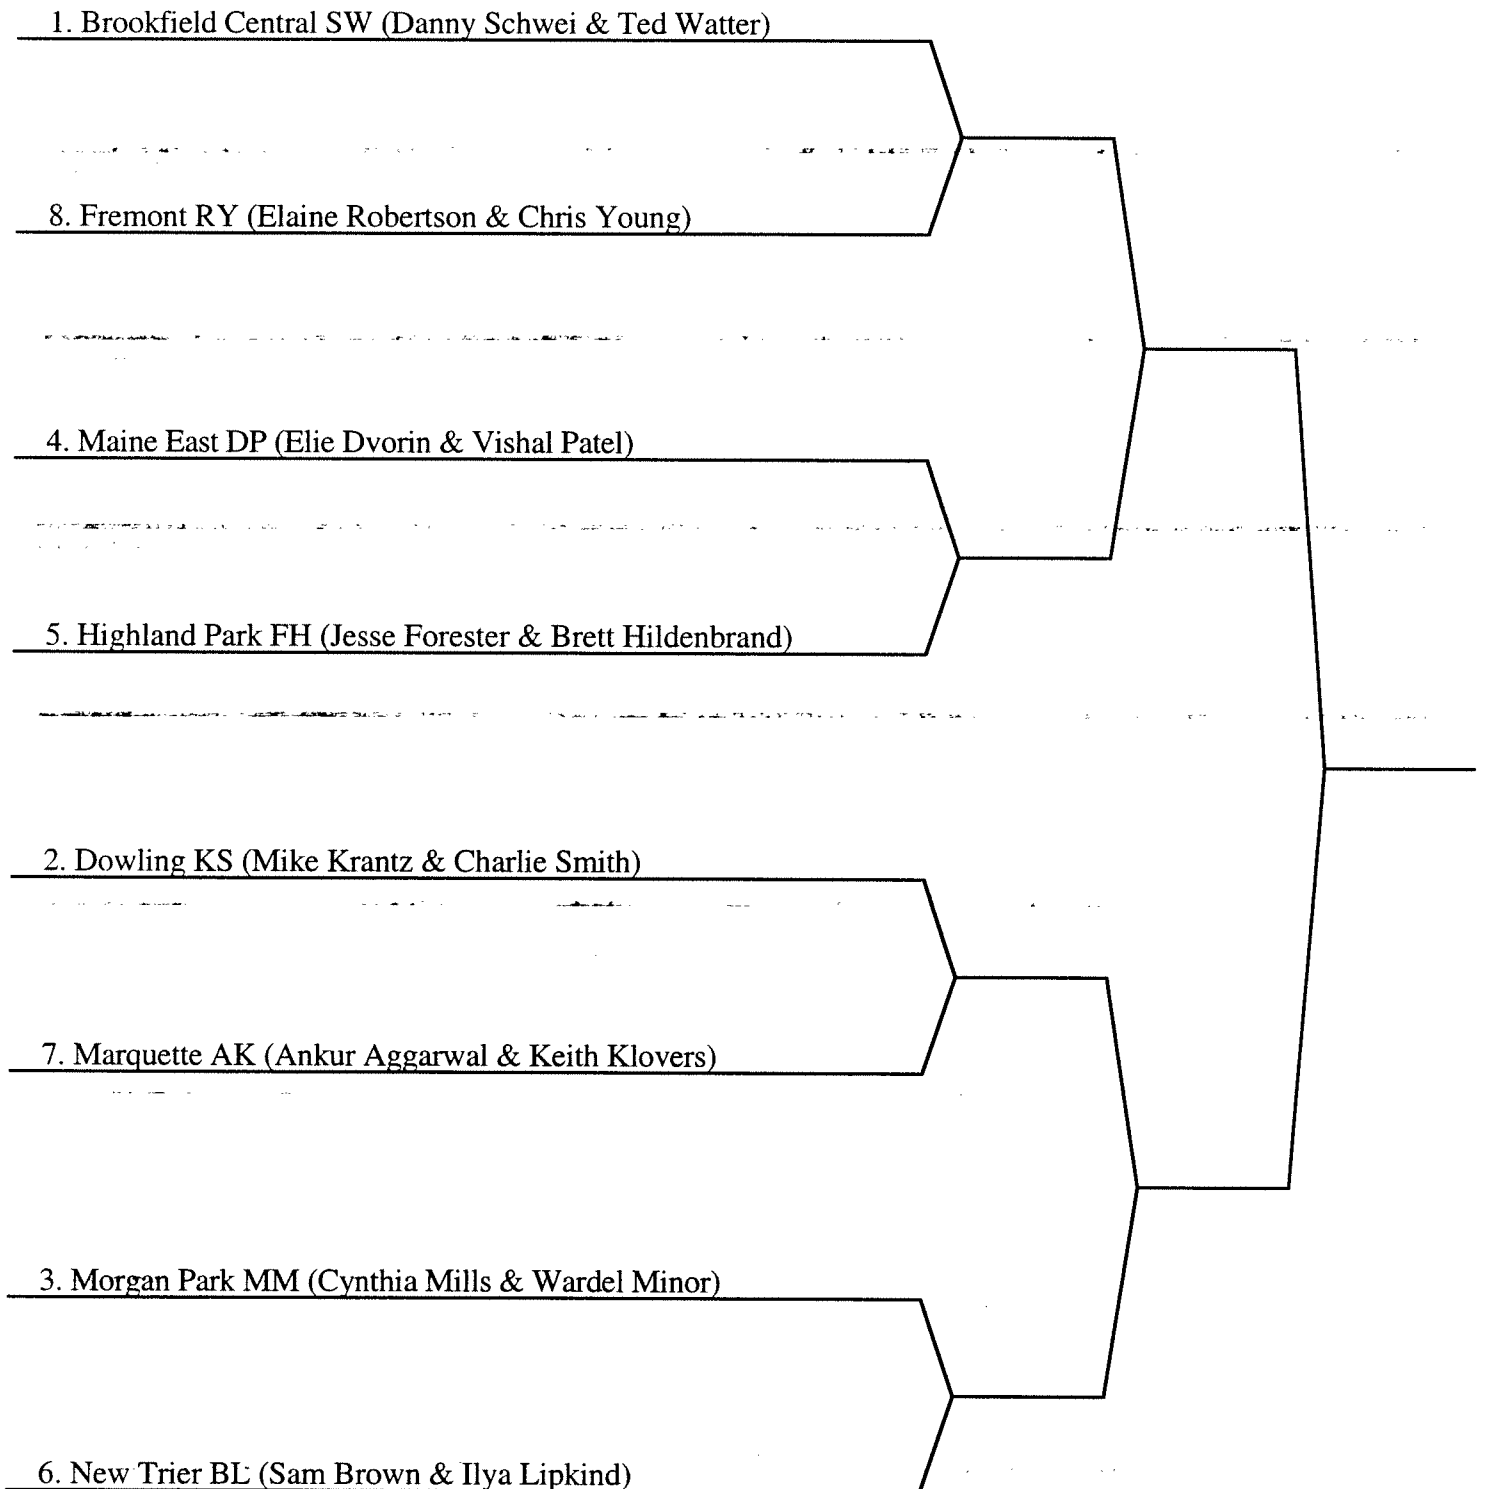 1. Brookfield Central SW (Danny Schwei & Ted Watter)
8. Fremont RY (Elaine Robertson & Chris Young)
4. Maine East DP (Elie Dvorin & Vishal Patel)
5. Highland Park FH (Jesse Forester & Brett Hildenbrand)
2. Dowling KS (Mike Krantz & Charlie Smith)
7. Marquette AK (Ankur Aggarwal & Keith Klovers)
3. Morgan Park MM (Cynthia Mills & Wardel Minor)
6. New Trier BL (Sam Brown & Ilya Lipkind)